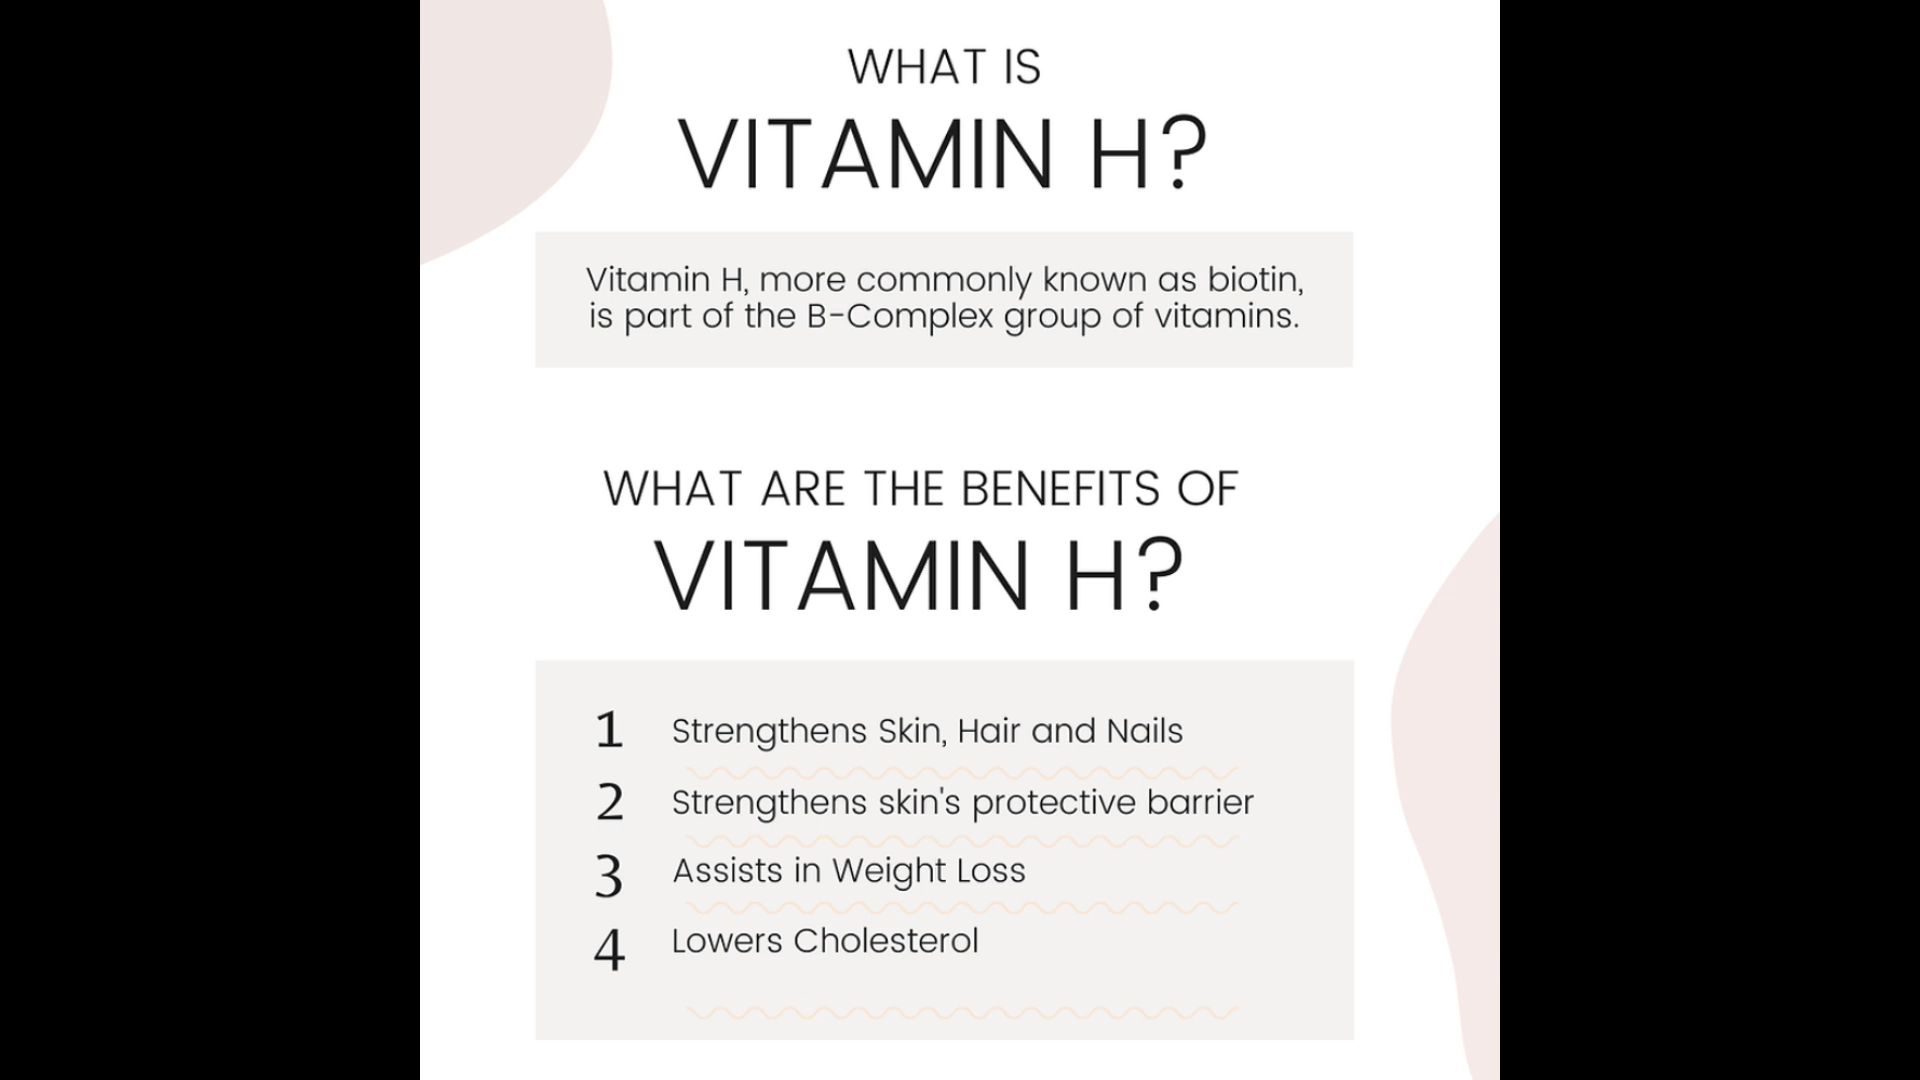 WHAT IS
VITAMIN H?
Vitamin H, more commonly known as biotin,
is part of the B-Complex group of vitamins.
WHAT ARE THE BENEFITS OF
VITAMIN H?
1 Strengthens Skin, Hair and Nails
2 Strengthens skin's protective barrier
3 Assists in Weight Loss
4 Lowers Cholesterol